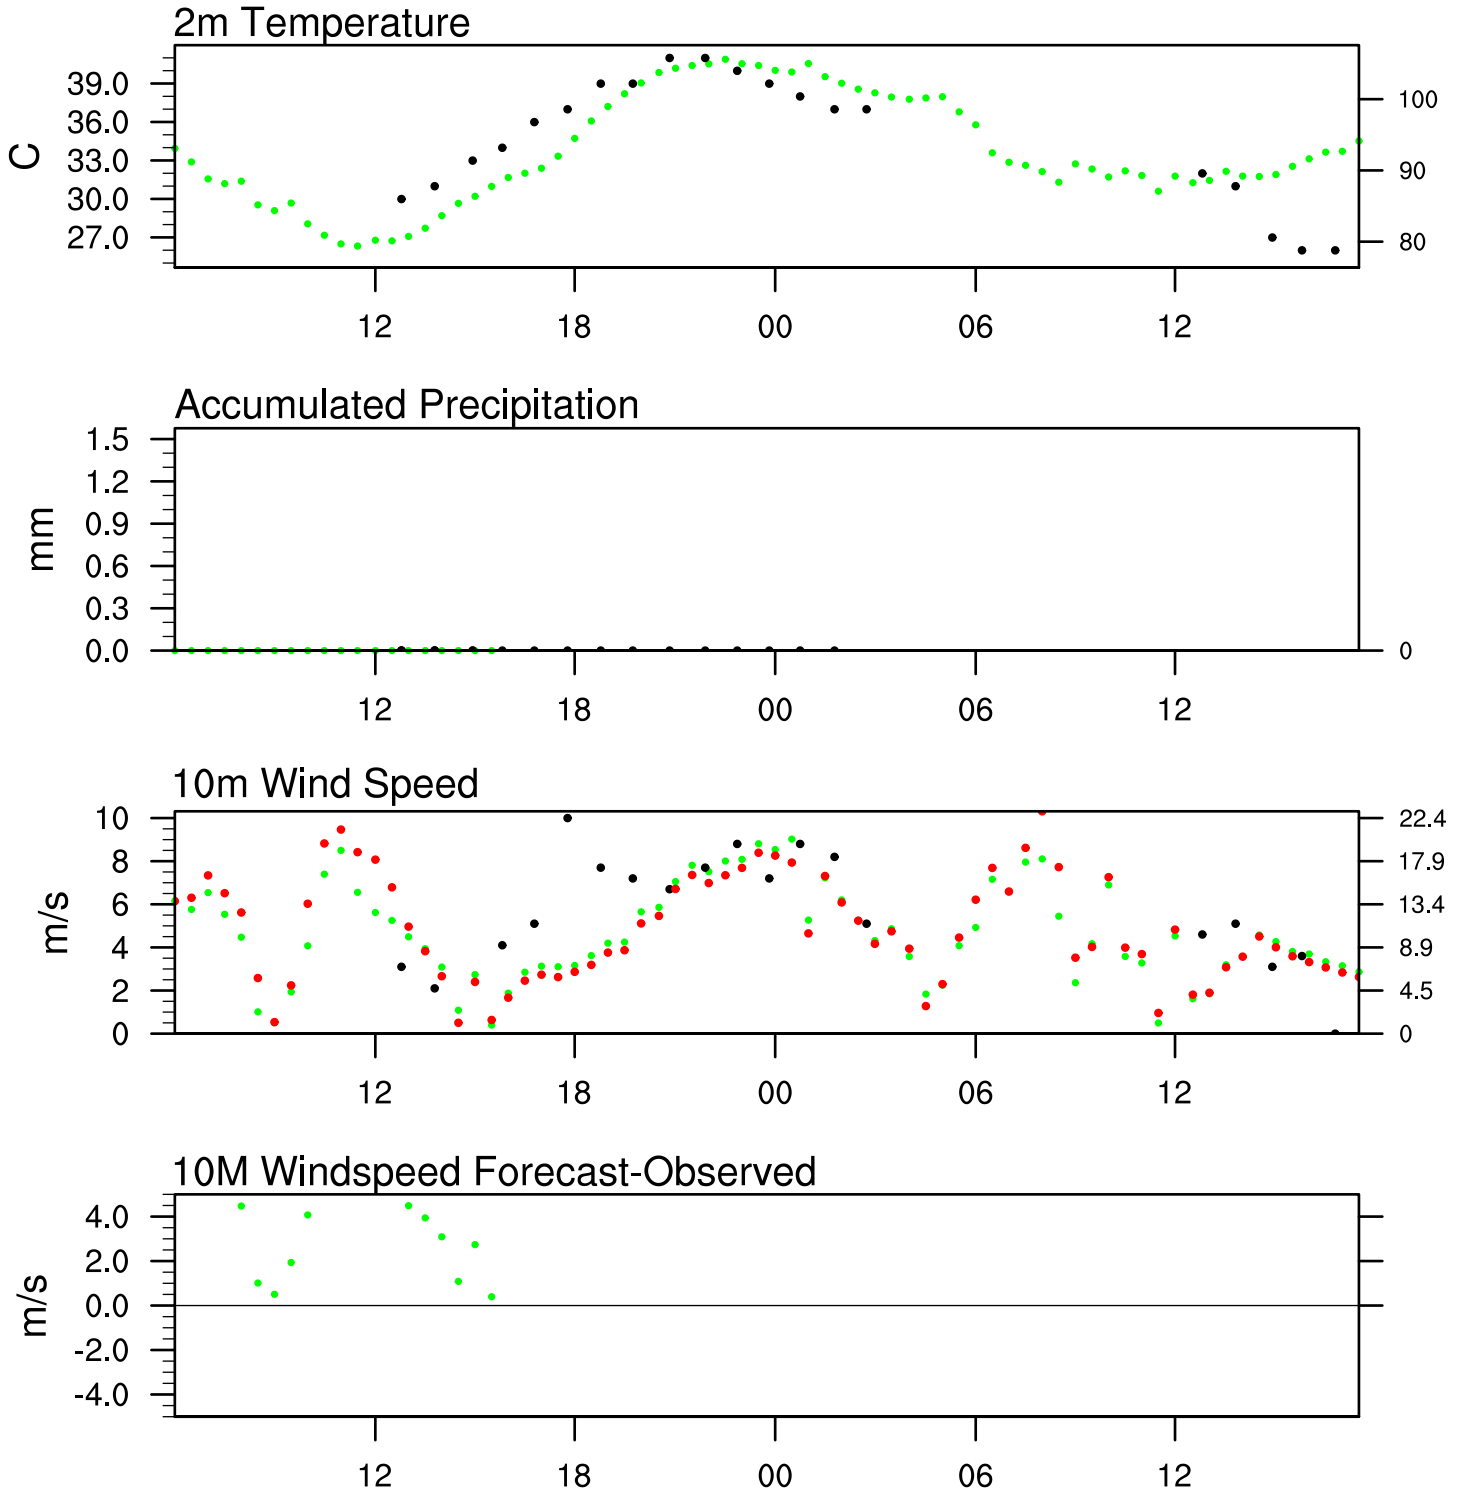 2m Temperature
C
39.0
36.0
33.0
30.0
27.0
100
90
80
12 18 00 06 12
Accumulated Precipitation
mm
1.5
1.2
0.9
0.6
0.3
0.0
0
12 18 00 06 12
10m Wind Speed
m/s
10
8
6
4
2
0
22.4
17.9
13.4
8.9
4.5
0
12 18 00 06 12
10M Windspeed Forecast-Observed
m/s
4.0
2.0
0.0
-2.0
-4.0
12 18 00 06 12